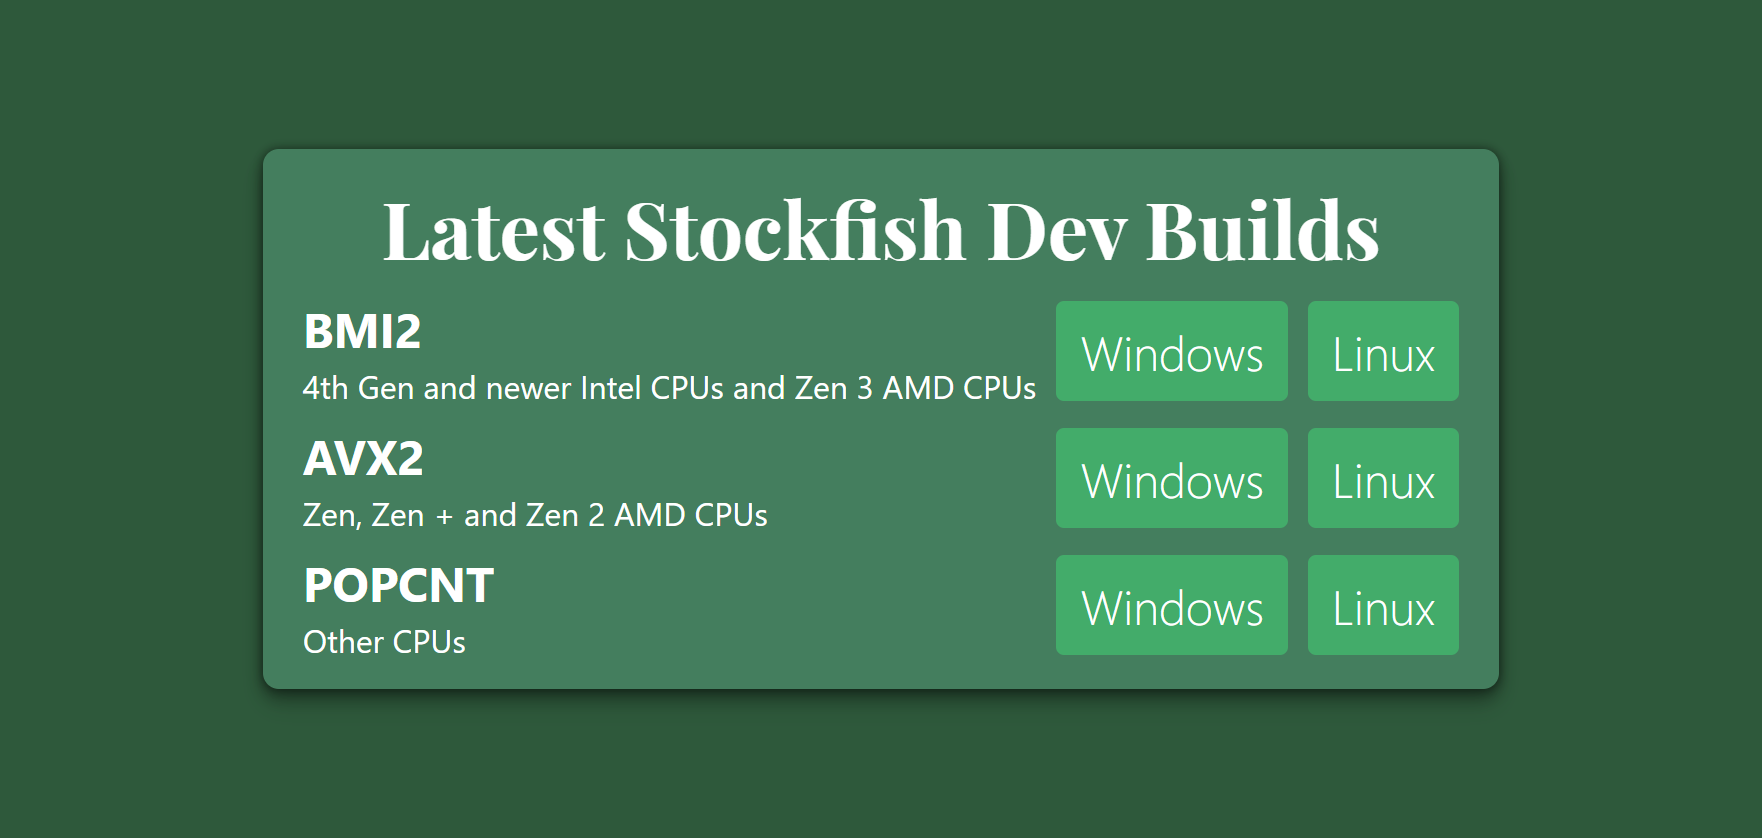 Latest Stockfish Dev Builds
BMI2
4th Gen and newer Intel CPUs and Zen 3 AMD CPUs
Windows
Linux
AVX2
Zen, Zen + and Zen 2 AMD CPUs
Windows
Linux
POPCNT
Other CPUs
Windows
Linux